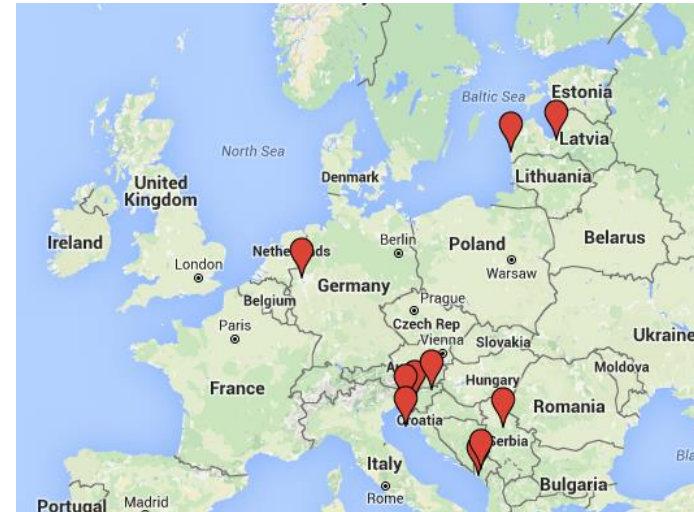 Estonia
Baltic Sea
Latvia
North Sea
Denmark
Lithuania
United
Kingdom
Ireland
Berlin
Poland
Belarus
London
Warsaw
Germany
Belgium
Prague
Paris
Czech Rep
Ukraine
Vienna
Slovakia
Moldova
France
Hungary
Romania
Croatia
Serbia
Italy
Bulgaria
Rome
Portugal
Madrid